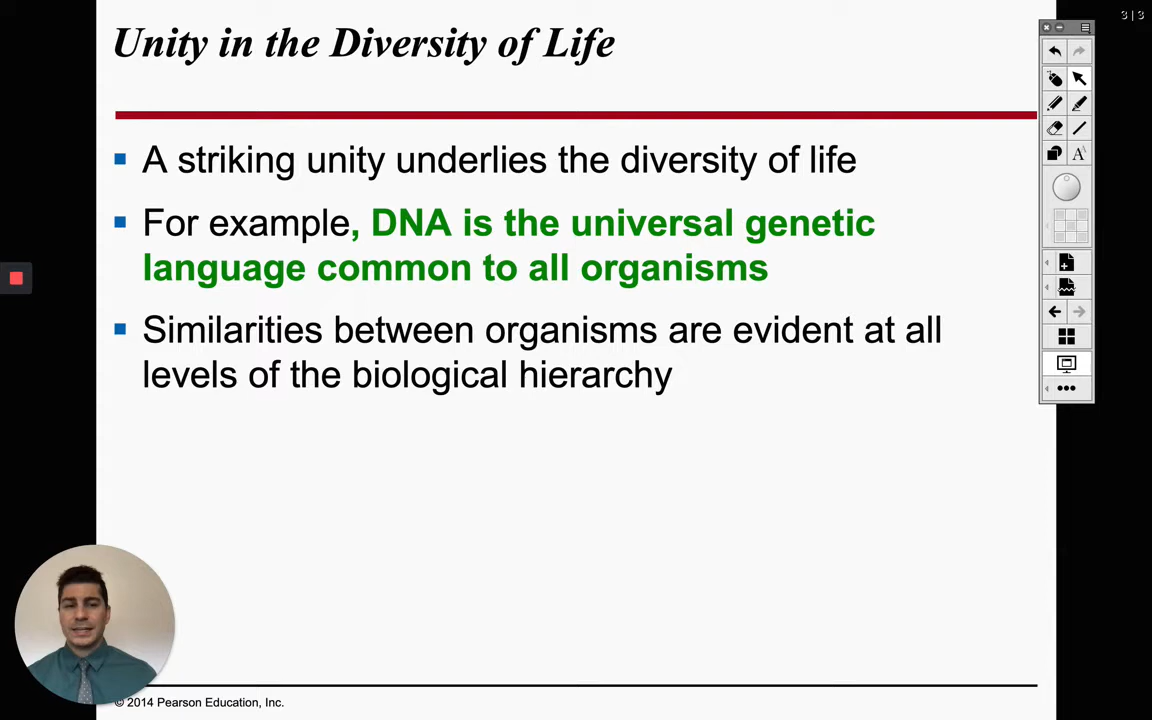 3|3
Unity in the Diversity of Life
A striking unity underlies the diversity of life
For example, DNA is the universal genetic
language common to all organisms
Similarities between organisms are evident at all
levels of the biological hierarchy
© 2014 Pearson Education, Inc.